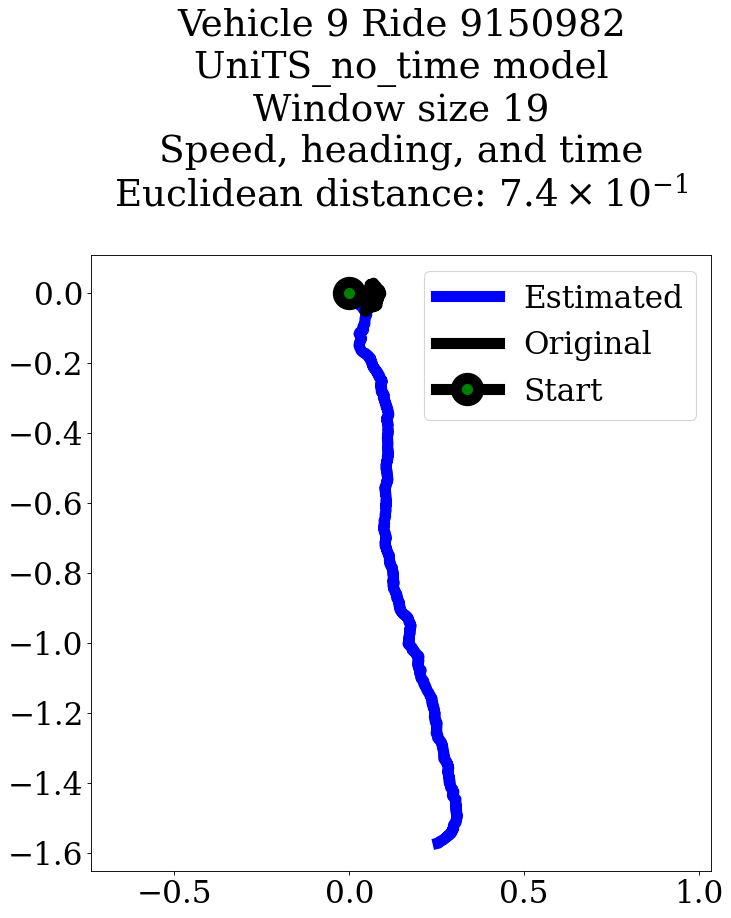 Vehicle 9 Ride 9150982
UniTS_no_time model
Window size 19
Speed, heading, and time
Euclidean distance: 7.4 × 10⁻¹
Estimated
Original
Start
0.0
−0.2
−0.4
−0.6
−0.8
−1.0
−1.2
−1.4
−1.6
−0.5
0.0
0.5
1.0